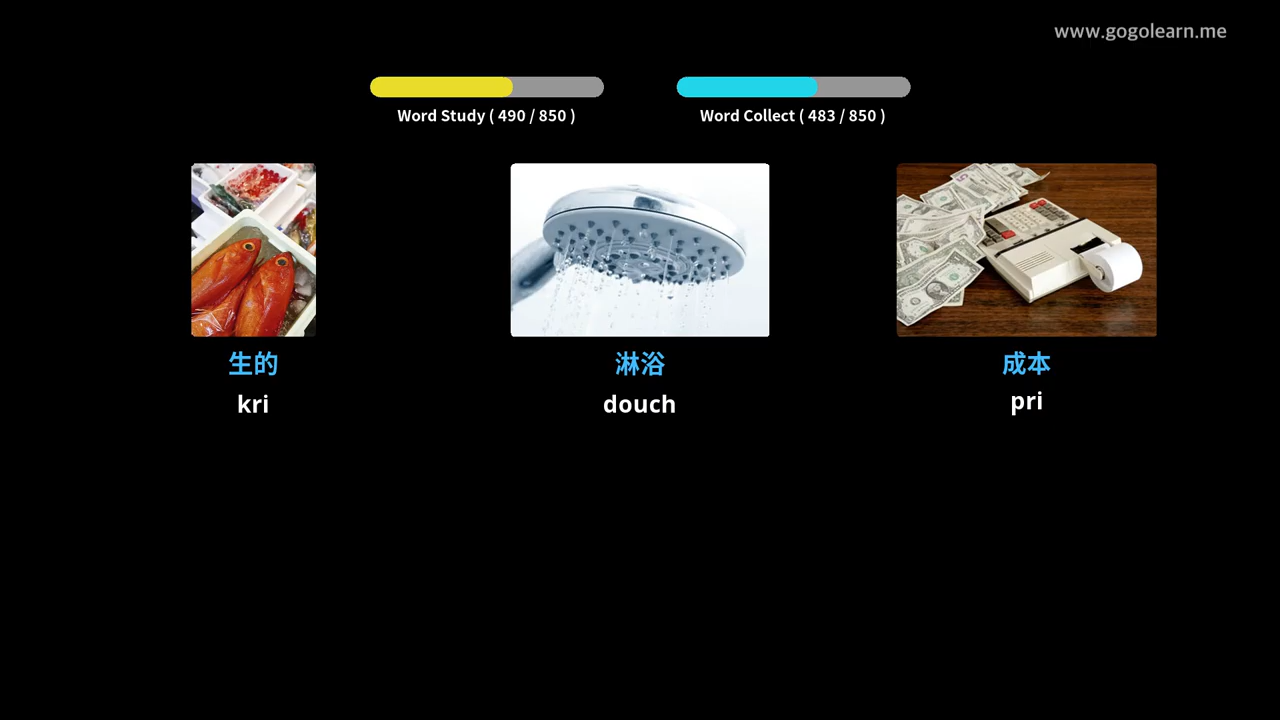 www.gogolearn.me
Word Study ( 490 / 850 )
Word Collect ( 483 / 850 )
生的
淋浴
成本
kri
douch
pri